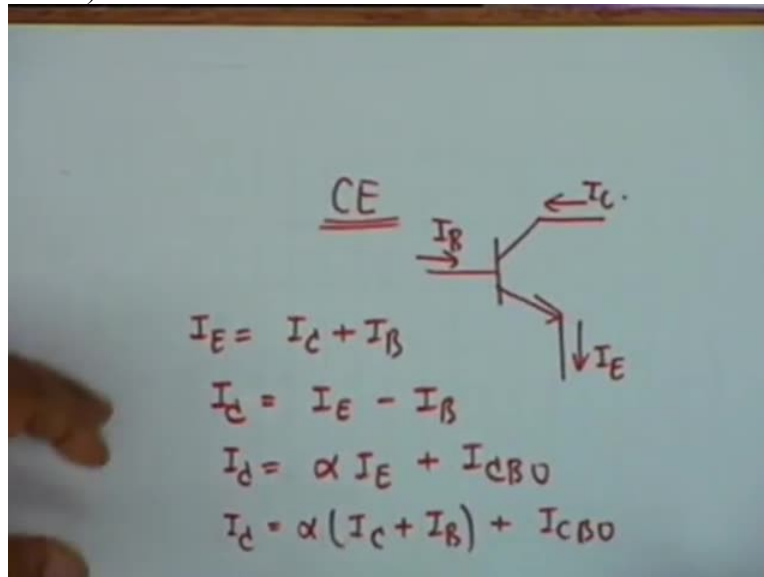 CE
I_C.
I_B
I_E
I_E = I_C + I_B
I_C = I_E - I_B
I_C = α I_E + I_CBO
I_C = α (I_C + I_B) + I_CBO